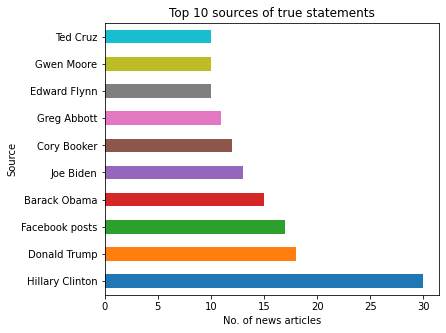 Top 10 sources of true statements
Ted Cruz
Gwen Moore
Edward Flynn
Greg Abbott
Cory Booker
Joe Biden
Barack Obama
Facebook posts
Donald Trump
Hillary Clinton
Source
0 5 10 15 20 25 30
No. of news articles